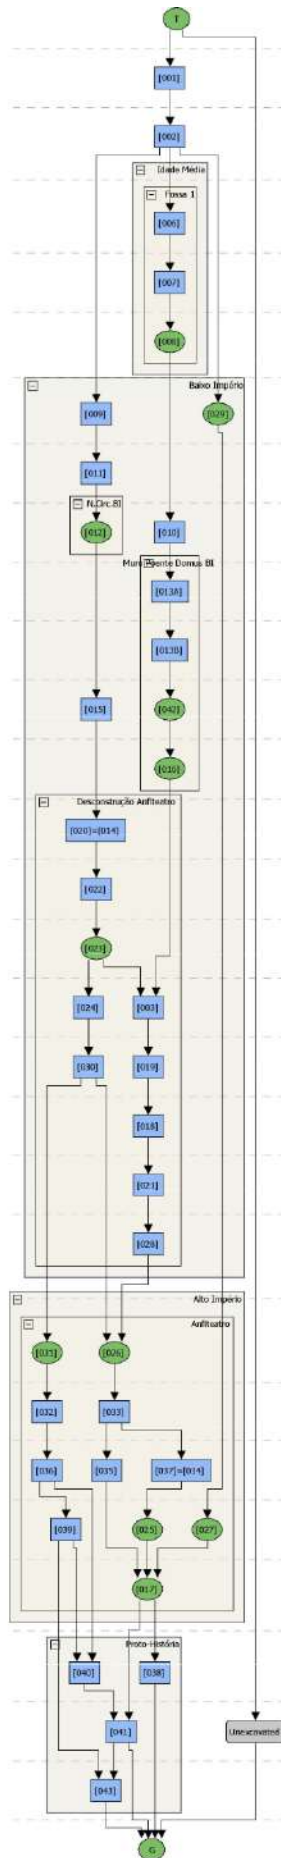 T
[001]
[002]
Idade Média
Fossa 1
[006]
[007]
[008]
Baixo Império
[009]
[029]
[011]
N.Circ.BI
[012]
[010]
Domus BI
[013A]
[013B]
[015]
[042]
[016]
Desconstrução Anfiteatro
[020]=[014]
[022]
[023]
[024]
[003]
[030]
[019]
[018]
[021]
[028]
Alto Império
Anfiteatro
[031]
[026]
[032]
[033]
[036]
[035]
[037]=[034]
[039]
[025]
[027]
[017]
Proto-História
[040]
[038]
[041]
Unexcavated
[043]
G